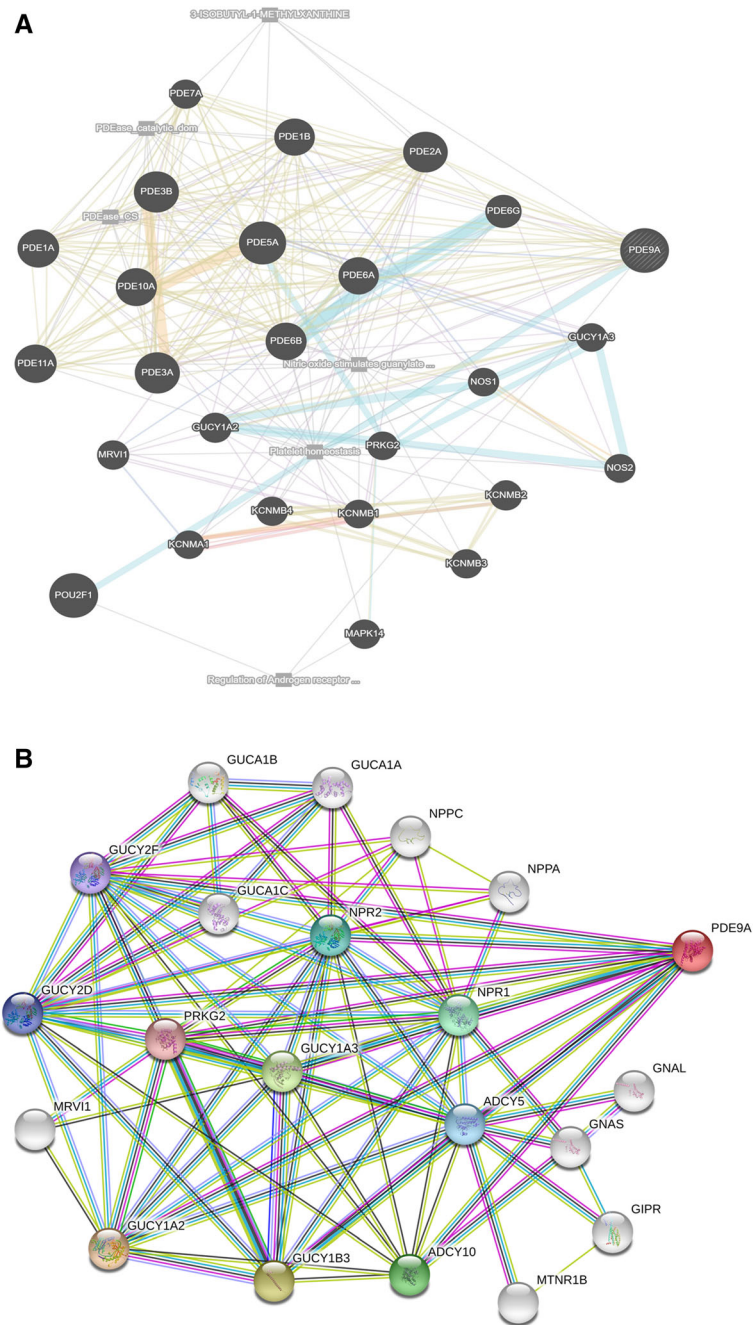 A
3-ISOBUTYL-1-METHYLXANTHINE
PDE7A
PDEase_catalytic_dom
PDE1B
PDE2A
PDE3B
PDE6G
PDEase_CS
PDE1A
PDE5A
PDE9A
PDE10A
PDE6A
GUCY1A3
PDE6B
PDE11A
PDE3A
Nitric oxide stimulates guanylate ...
NOS1
GUCY1A2
PRKG2
MRVI1
Platelet homeostasis
NOS2
KCNMB2
KCNMB4
KCNMB1
KCNMA1
KCNMB3
POU2F1
MAPK14
Regulation of Androgen receptor ...
B
GUCA1B
GUCA1A
NPPC
GUCY2F
NPPA
GUCA1C
NPR2
PDE9A
GUCY2D
NPR1
PRKG2
GUCY1A3
GNAL
MRVI1
ADCY5
GNAS
GIPR
GUCY1A2
GUCY1B3
ADCY10
MTNR1B